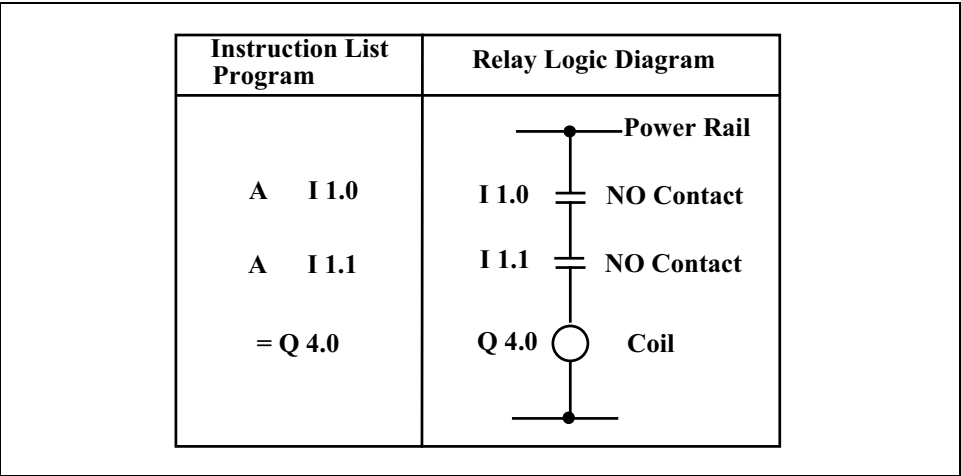 Instruction List
Program
Relay Logic Diagram
Power Rail
A I 1.0
I 1.0 NO Contact
A I 1.1
I 1.1 NO Contact
= Q 4.0
Q 4.0 Coil